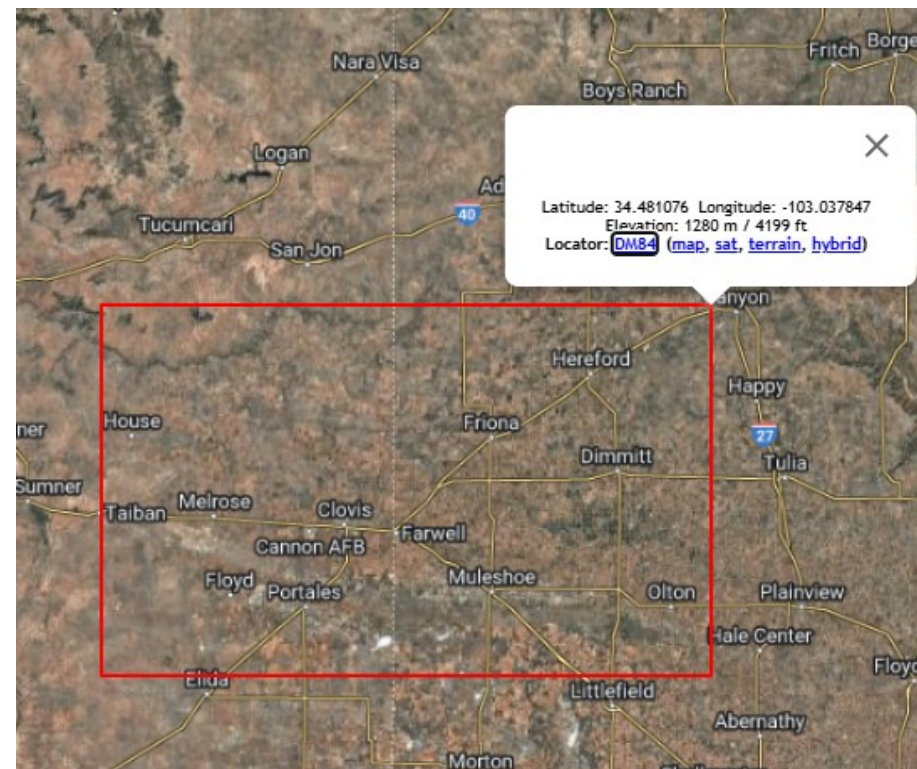 Nara Visa
Fritch
Borge
Boys Ranch
Logan
Ad
40
Tucumcari
San Jon
Latitude: 34.481076 Longitude: -103.037847
Elevation: 1280 m / 4199 ft
Locator: DM84 (map, sat, terrain, hybrid)
anyon
Hereford
Happy
House
ner
Friona
27
Dimmitt
Tulia
Sumner
Taiban
Melrose
Clovis
Farwell
Cannon AFB
Floyd
Portales
Muleshoe
Olton
Plainview
Hale Center
Elida
Floyd
Littlefield
Abernathy
Morton